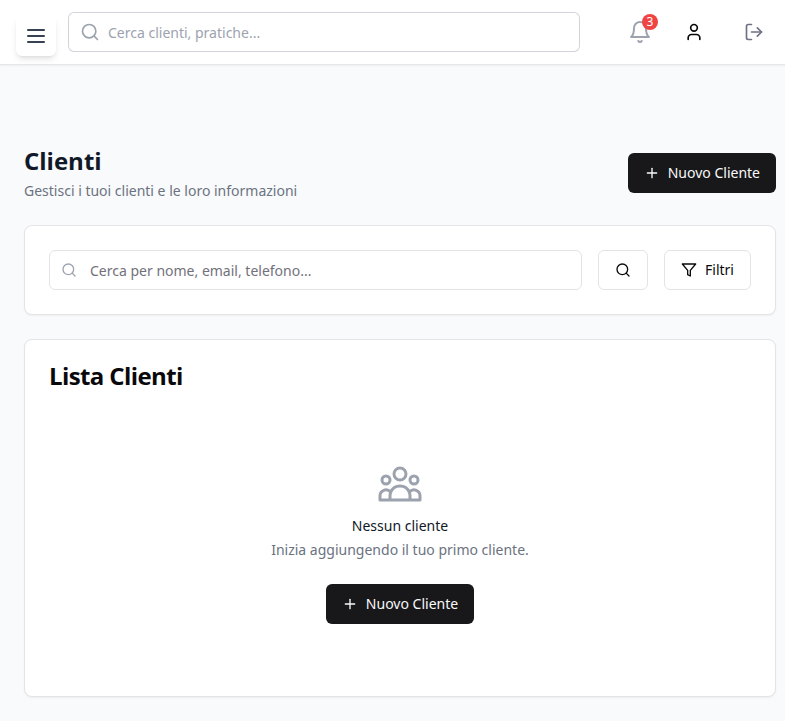 Cerca clienti, pratiche...
3
Clienti
Gestisci i tuoi clienti e le loro informazioni
Nuovo Cliente
Cerca per nome, email, telefono...
Filtri
Lista Clienti
Nessun cliente
Inizia aggiungendo il tuo primo cliente.
Nuovo Cliente